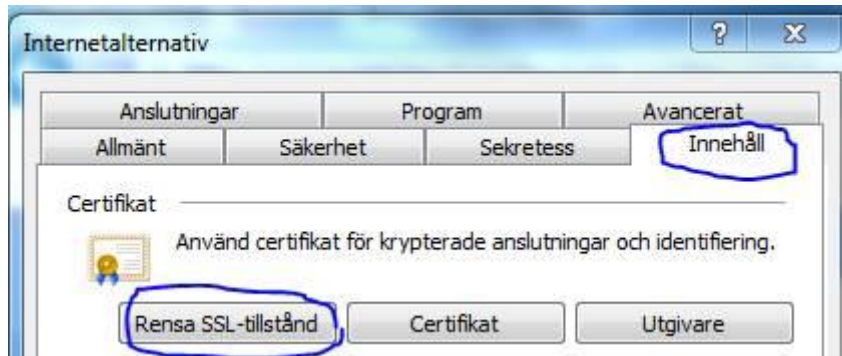 Internetalternativ
Anslutningar Program Avancerat
Allmänt Säkerhet Sekretess Innehåll
Certifikat
Använd certifikat för krypterade anslutningar och identifiering.
Rensa SSL-tillstånd Certifikat Utgivare